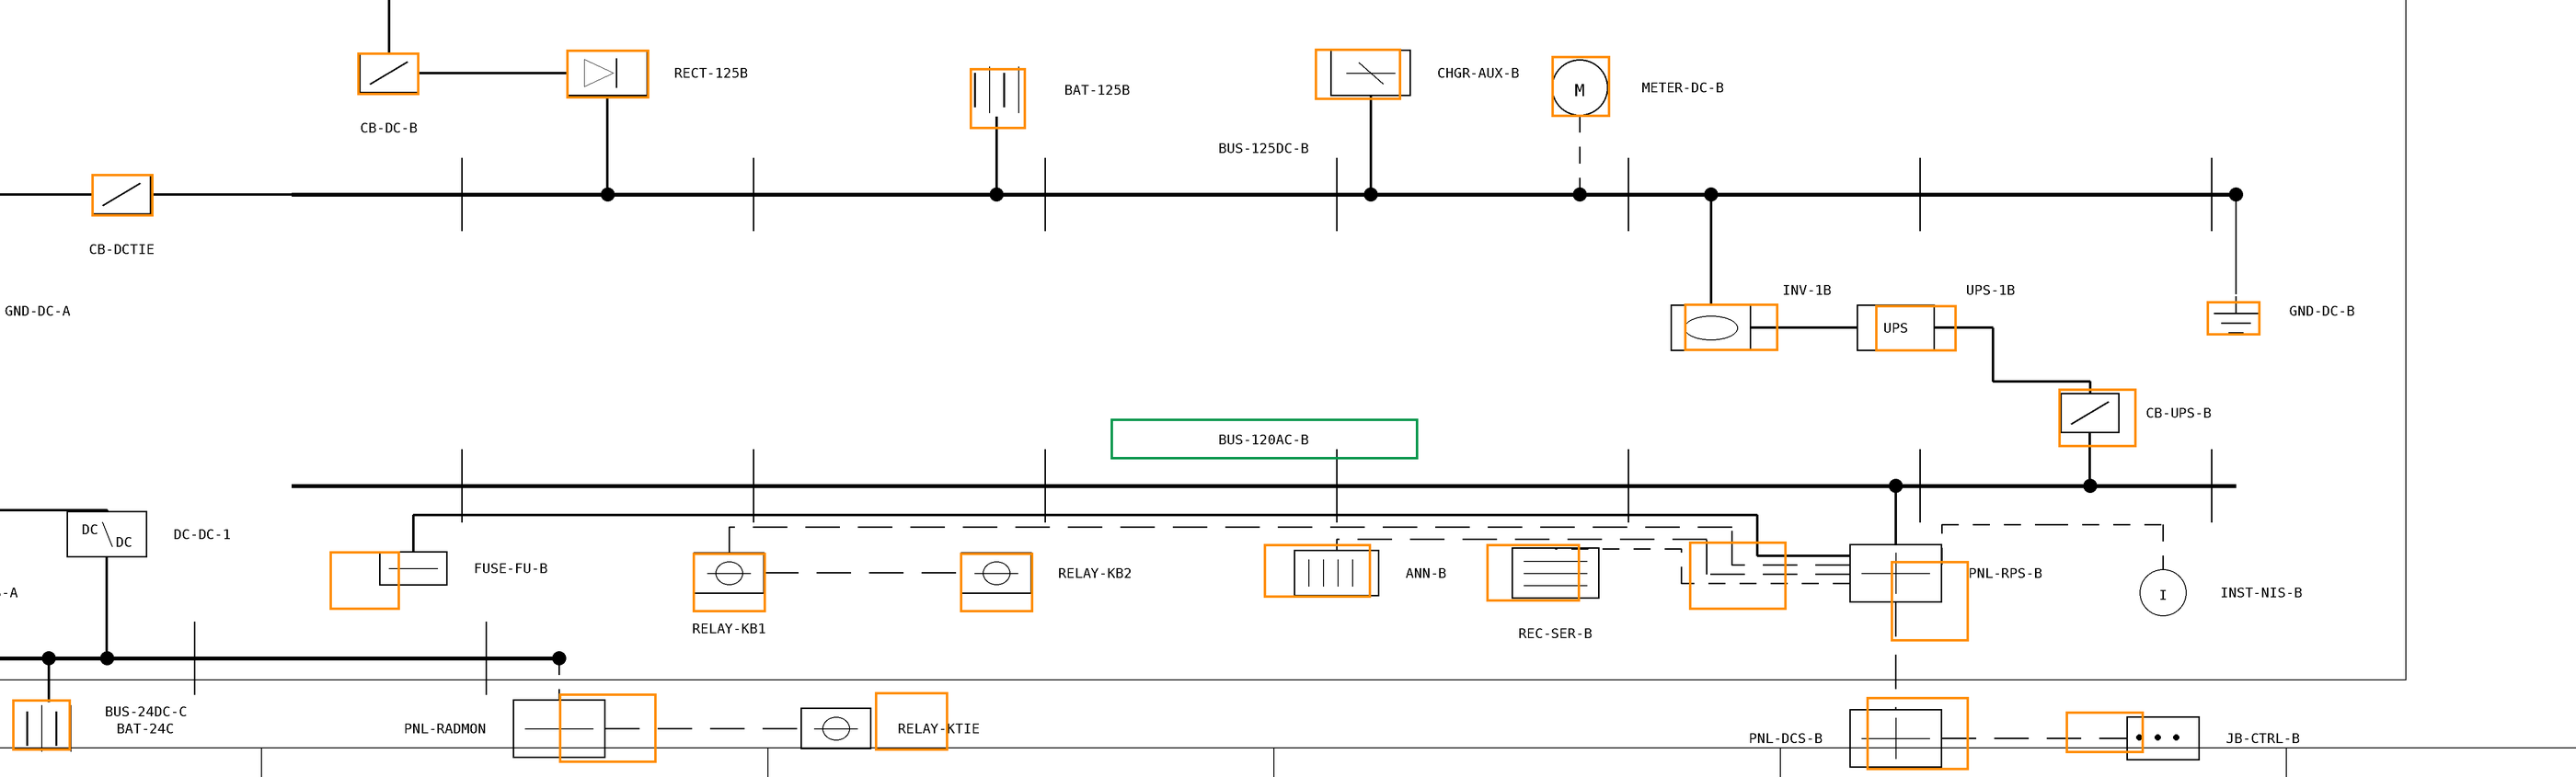 RECT-125B
BAT-125B
CHGR-AUX-B
M
METER-DC-B
CB-DC-B
BUS-125DC-B
CB-DCTIE
GND-DC-A
INV-1B
UPS-1B
GND-DC-B
UPS
CB-UPS-B
BUS-120AC-B
DC
DC
DC-DC-1
FUSE-FU-B
RELAY-KB2
ANN-B
PNL-RPS-B
I
INST-NIS-B
-A
RELAY-KB1
REC-SER-B
BUS-24DC-C
BAT-24C
PNL-RADMON
RELAY-KTIE
PNL-DCS-B
JB-CTRL-B